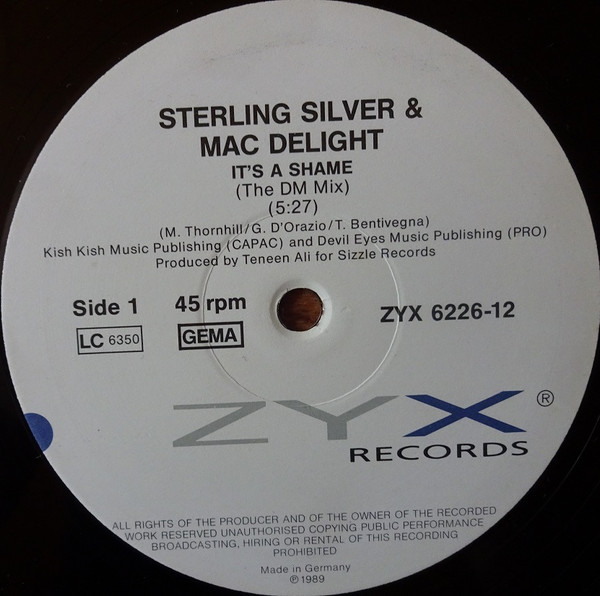 STERLING SILVER &
MAC DELIGHT
IT'S A SHAME
(The DM Mix)
(5:27)
(M. Thornhill/G. D'Orazio/T. Bentivegna)
Kish Kish Music Publishing (CAPAC) and Devil Eyes Music Publishing (PRO)
Produced by Teneen Ali for Sizzle Records
Side 1 45 rpm ZYX 6226-12
LC 6350 GEMA
ZYX ®
RECORDS
ALL RIGHTS OF THE PRODUCER AND OF THE OWNER OF THE RECORDED
WORK RESERVED UNAUTHORISED COPYING PUBLIC PERFORMANCE
BROADCASTING, HIRING OR RENTAL OF THIS RECORDING
PROHIBITED
Made in Germany
℗ 1989